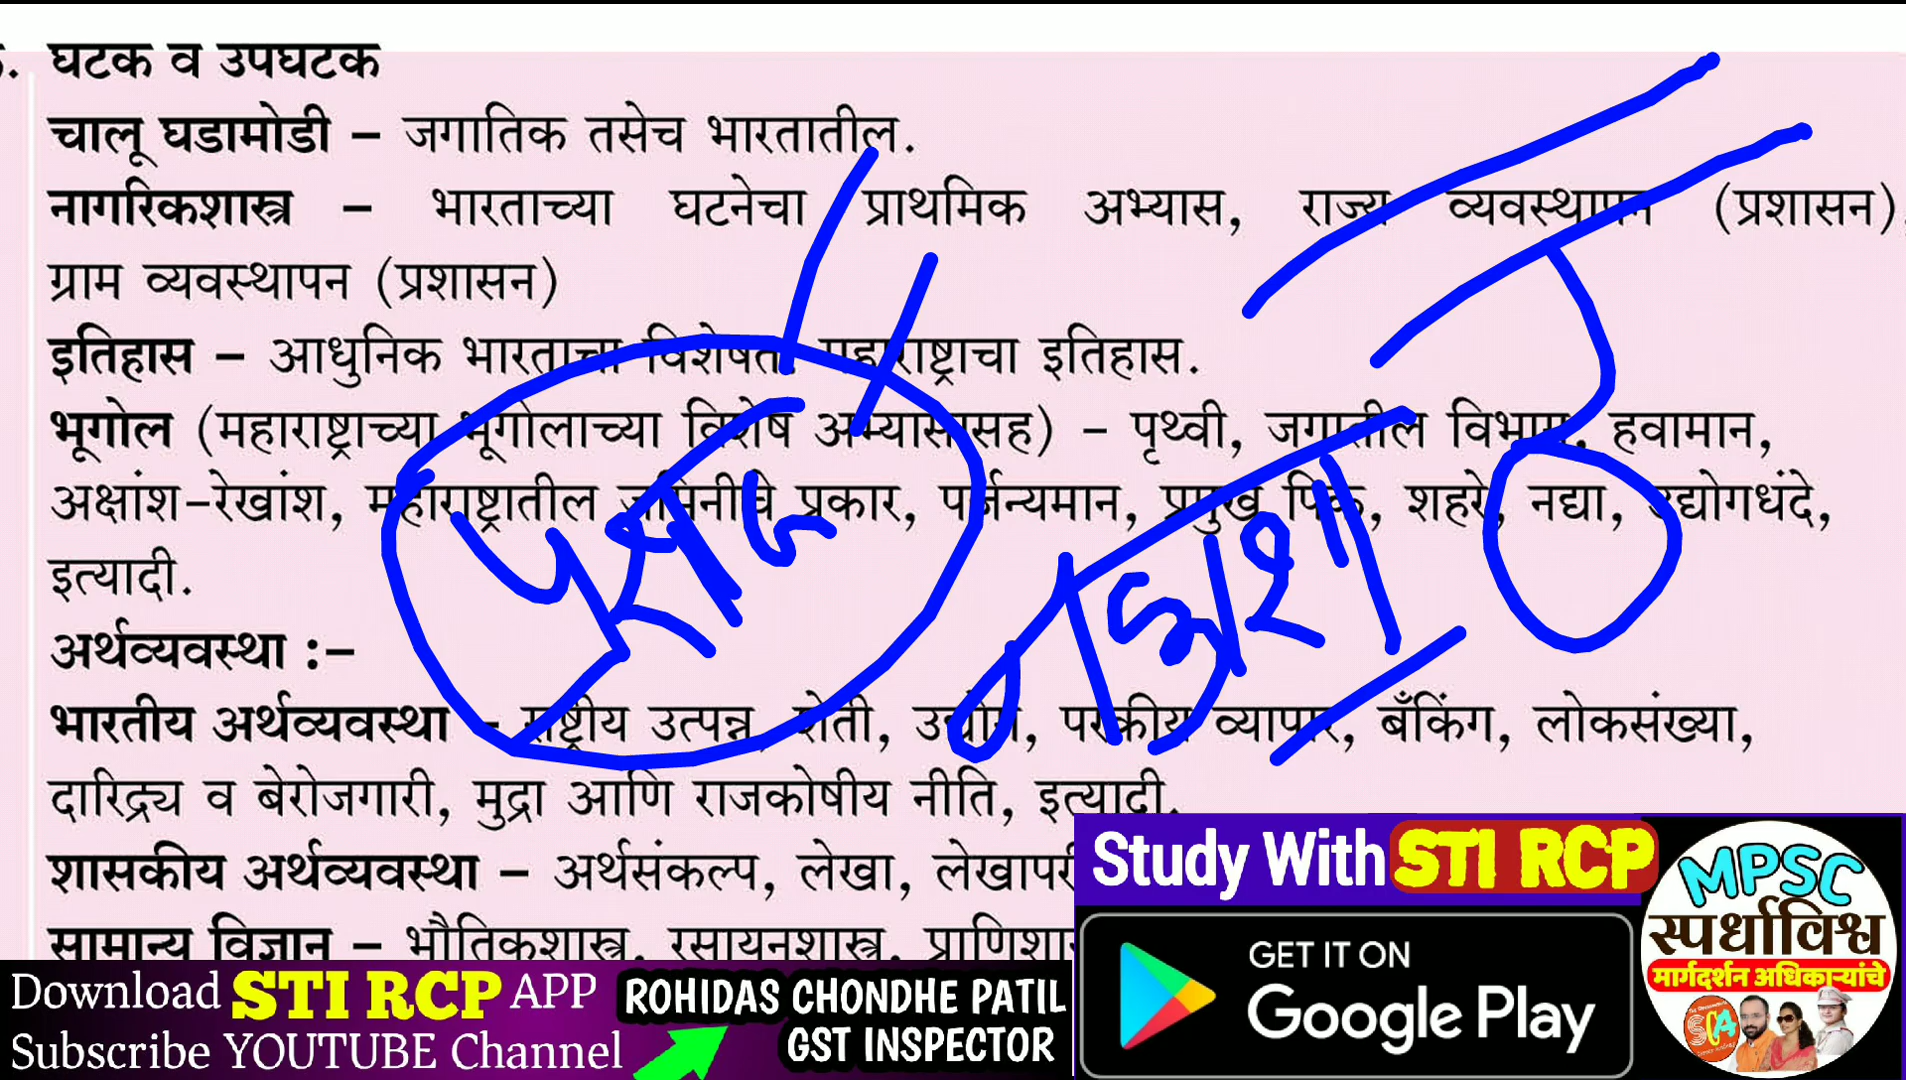 घटक व उपघटक
चालू घडामोडी – जगातिक तसेच भारतातील.
नागरिकशास्त्र – भारताच्या घटनेचा प्राथमिक अभ्यास, राज्य व्यवस्थापन (प्रशासन),
ग्राम व्यवस्थापन (प्रशासन)
इतिहास – आधुनिक भारताचा विशेषतः महाराष्ट्राचा इतिहास.
भूगोल (महाराष्ट्राच्या भूगोलाच्या विशेष अभ्यासासह) – पृथ्वी, जगातील विभाग, हवामान,
अक्षांश-रेखांश, महाराष्ट्रातील जमिनीचे प्रकार, पर्जन्यमान, प्रमुख पिके, शहरे, नद्या, उद्योगधंदे,
इत्यादी.
अर्थव्यवस्था :–
भारतीय अर्थव्यवस्था – राष्ट्रीय उत्पन्न, शेती, उद्योग, परकीय व्यापार, बँकिंग, लोकसंख्या,
दारिद्र्य व बेरोजगारी, मुद्रा आणि राजकोषीय नीति, इत्यादी.
शासकीय अर्थव्यवस्था – अर्थसंकल्प, लेखा,
सामान्य विज्ञान – भौतिकशास्त्र, रसायनशास्त्र,
नकाशा
Study With STI RCP
GET IT ON
Google Play
MPSC
स्पर्धाविश्व
मार्गदर्शन अधिकाऱ्यांचे
Download STI RCP APP
Subscribe YOUTUBE Channel
ROHIDAS CHONDHE PATIL
GST INSPECTOR